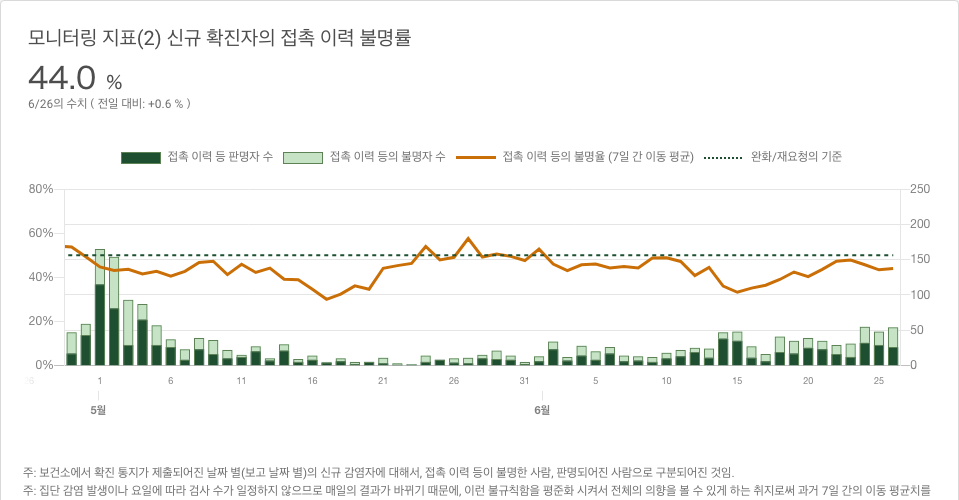 모니터링 지표(2) 신규 확진자의 접촉 이력 불명률
44.0 %
6/26의 수치 ( 전일 대비: +0.6 % )
접촉 이력 등 판명자 수 접촉 이력 등의 불명자 수 접촉 이력 등의 불명율 (7일 간 이동 평균) 완화/재요청의 기준
80% 250
200
60%
150
40%
100
20%
50
0% 0
26 1 6 11 16 21 26 31 5 10 15 20 25
5월 6월
주: 보건소에서 확진 통지가 제출되어진 날짜 별(보고 날짜 별)의 신규 감염자에 대해서, 접촉 이력 등이 불명한 사람, 판명되어진 사람으로 구분되어진 것임.
주: 집단 감염 발생이나 요일에 따라 검사 수가 일정하지 않으므로 매일의 결과가 바뀌기 때문에, 이런 불규칙함을 평준화 시켜서 전체의 의향을 볼 수 있게 하는 취지로써 과거 7일 간의 이동 평균치를